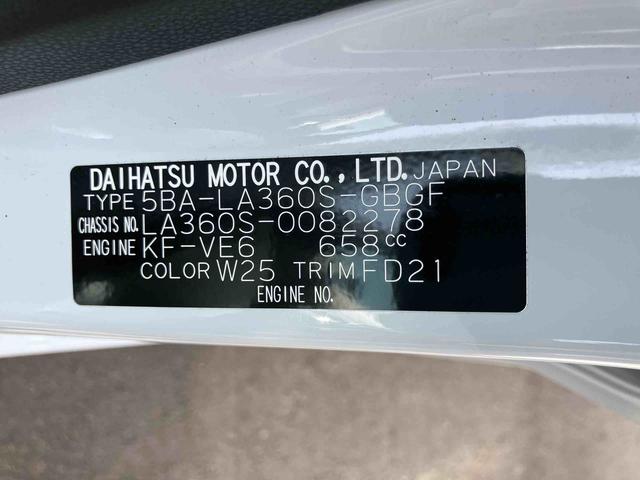 DAIHATSU MOTOR CO., LTD. JAPAN
TYPE 5BA-LA360S-GBGF
CHASSIS NO. LA360S-0082278
ENGINE KF-VE6 658cc
COLOR W25 TRIM FD21
ENGINE NO.